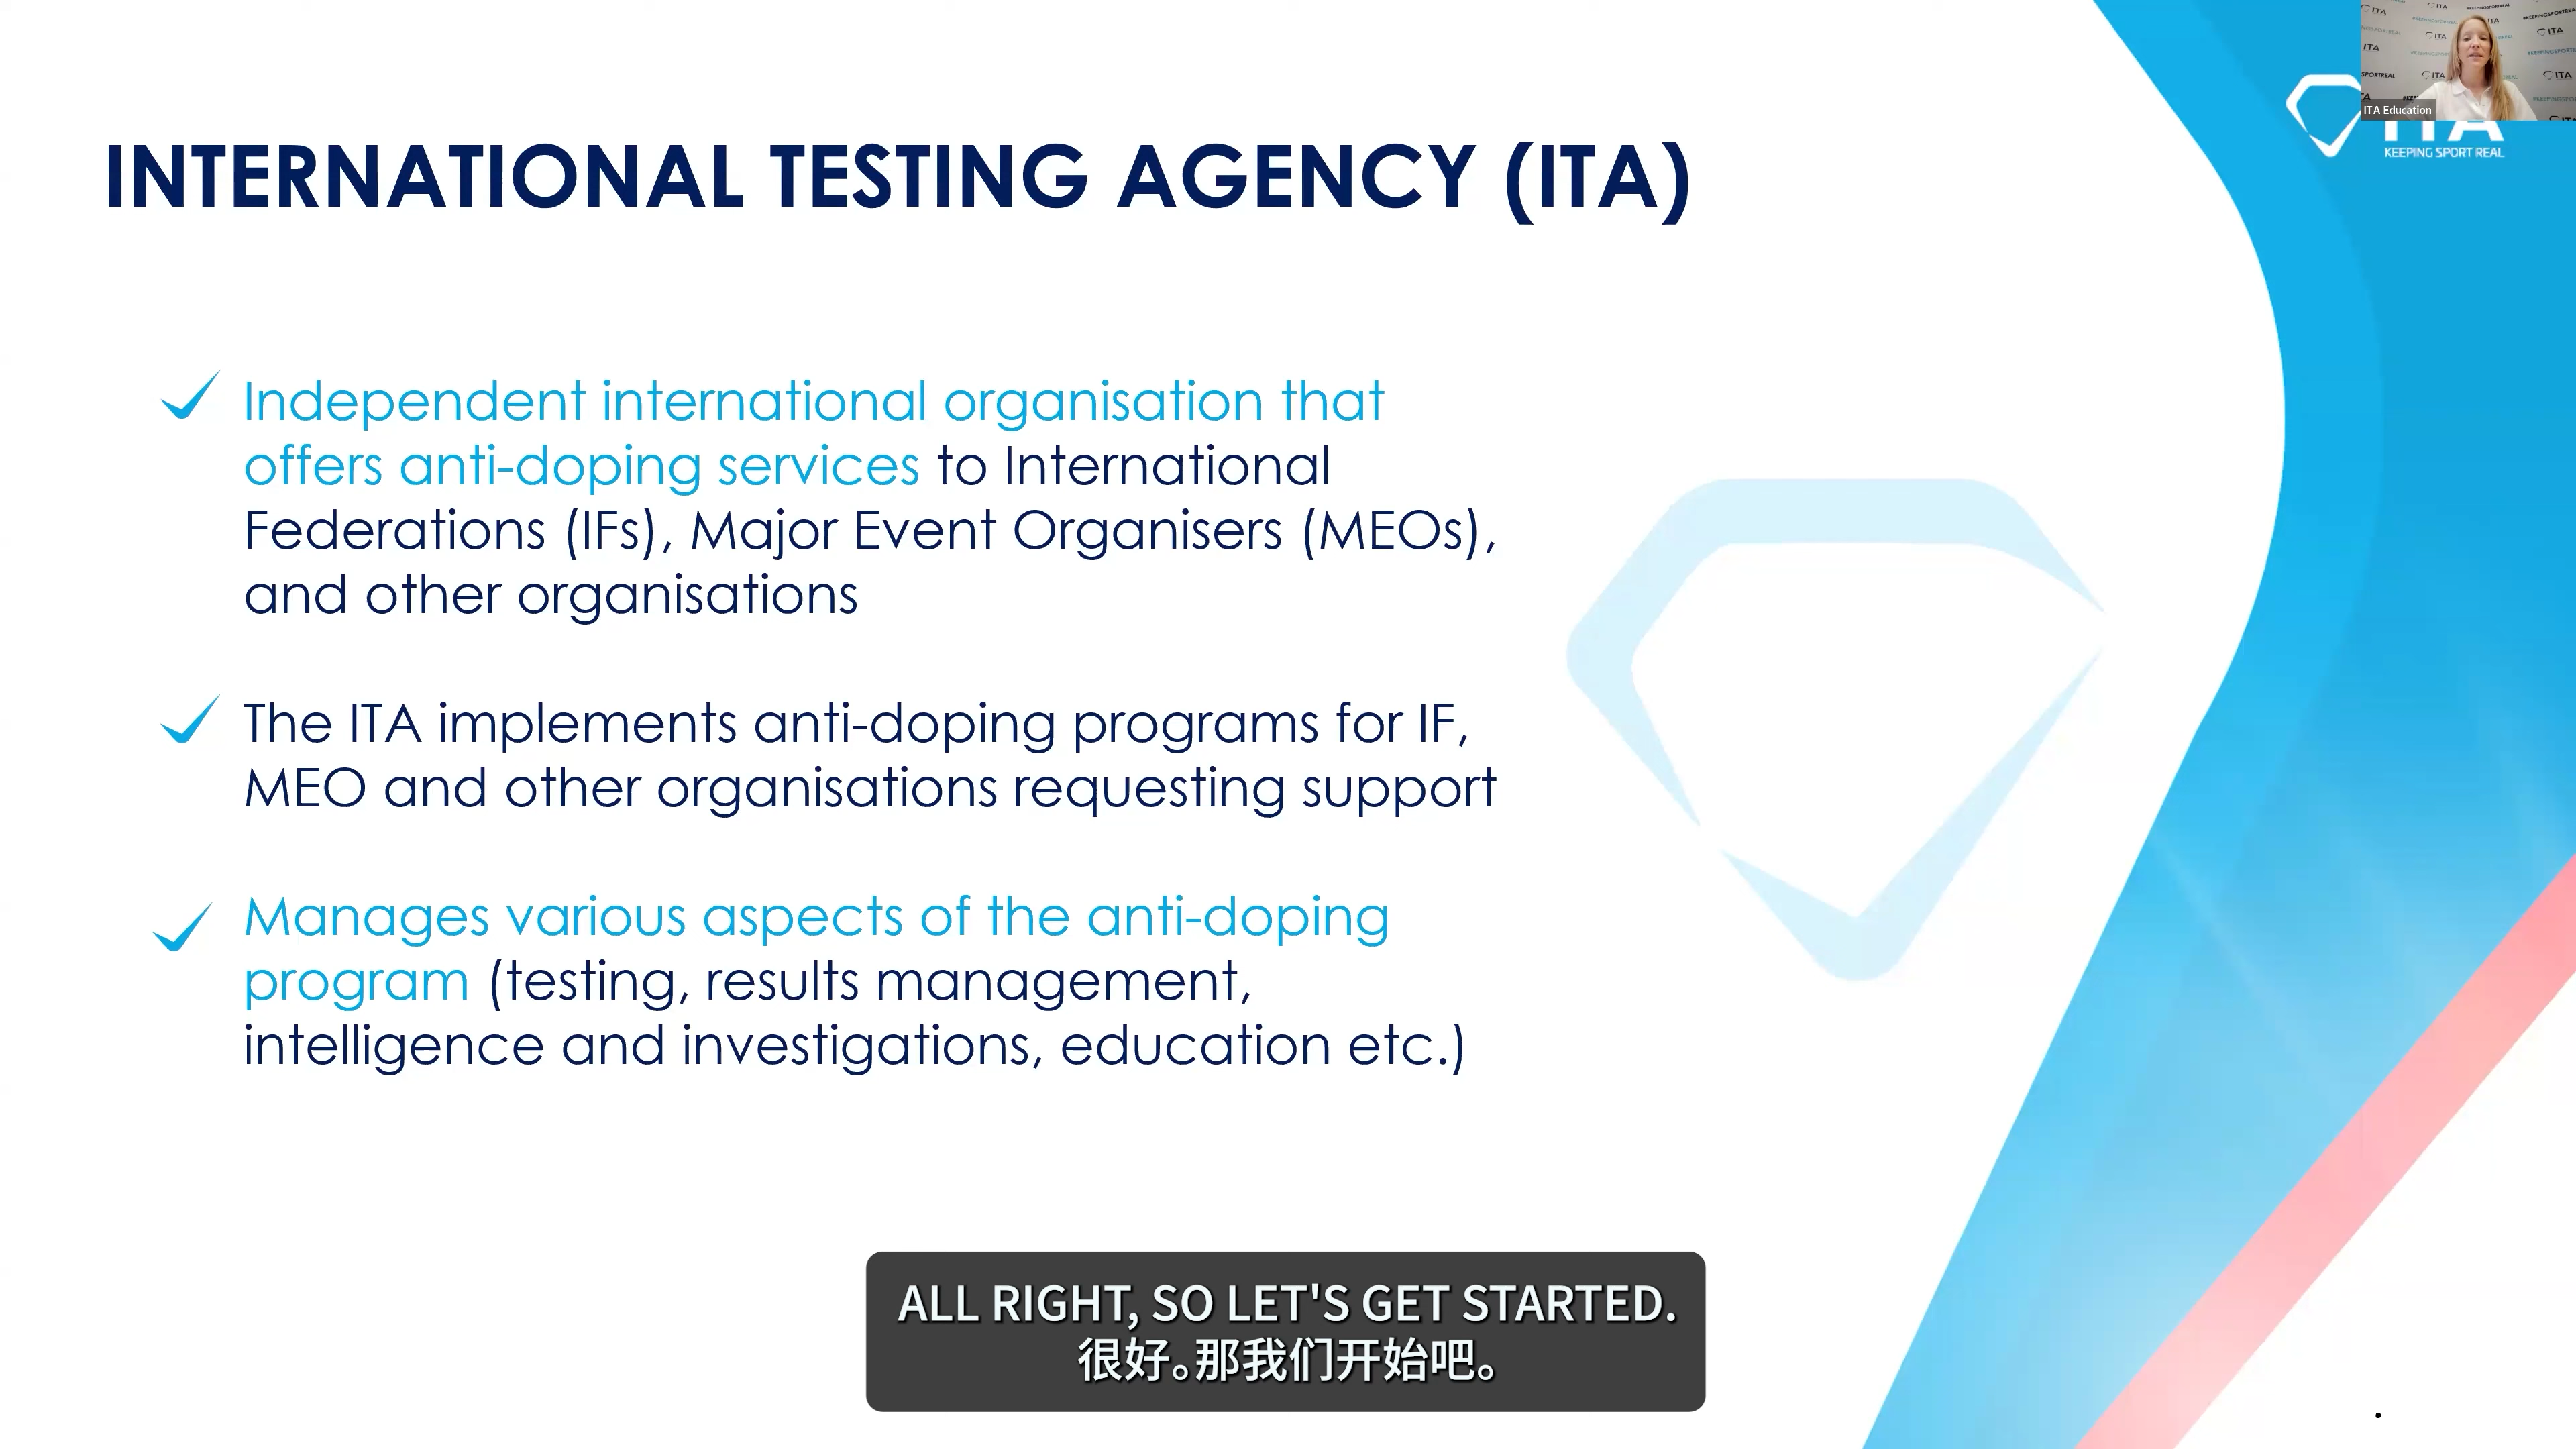 INTERNATIONAL TESTING AGENCY (ITA)
ITA Education
ITA
KEEPING SPORT REAL
Independent international organisation that
offers anti-doping services to International
Federations (IFs), Major Event Organisers (MEOs),
and other organisations
The ITA implements anti-doping programs for IF,
MEO and other organisations requesting support
Manages various aspects of the anti-doping
program (testing, results management,
intelligence and investigations, education etc.)
ALL RIGHT, SO LET'S GET STARTED.
很好。那我们开始吧。